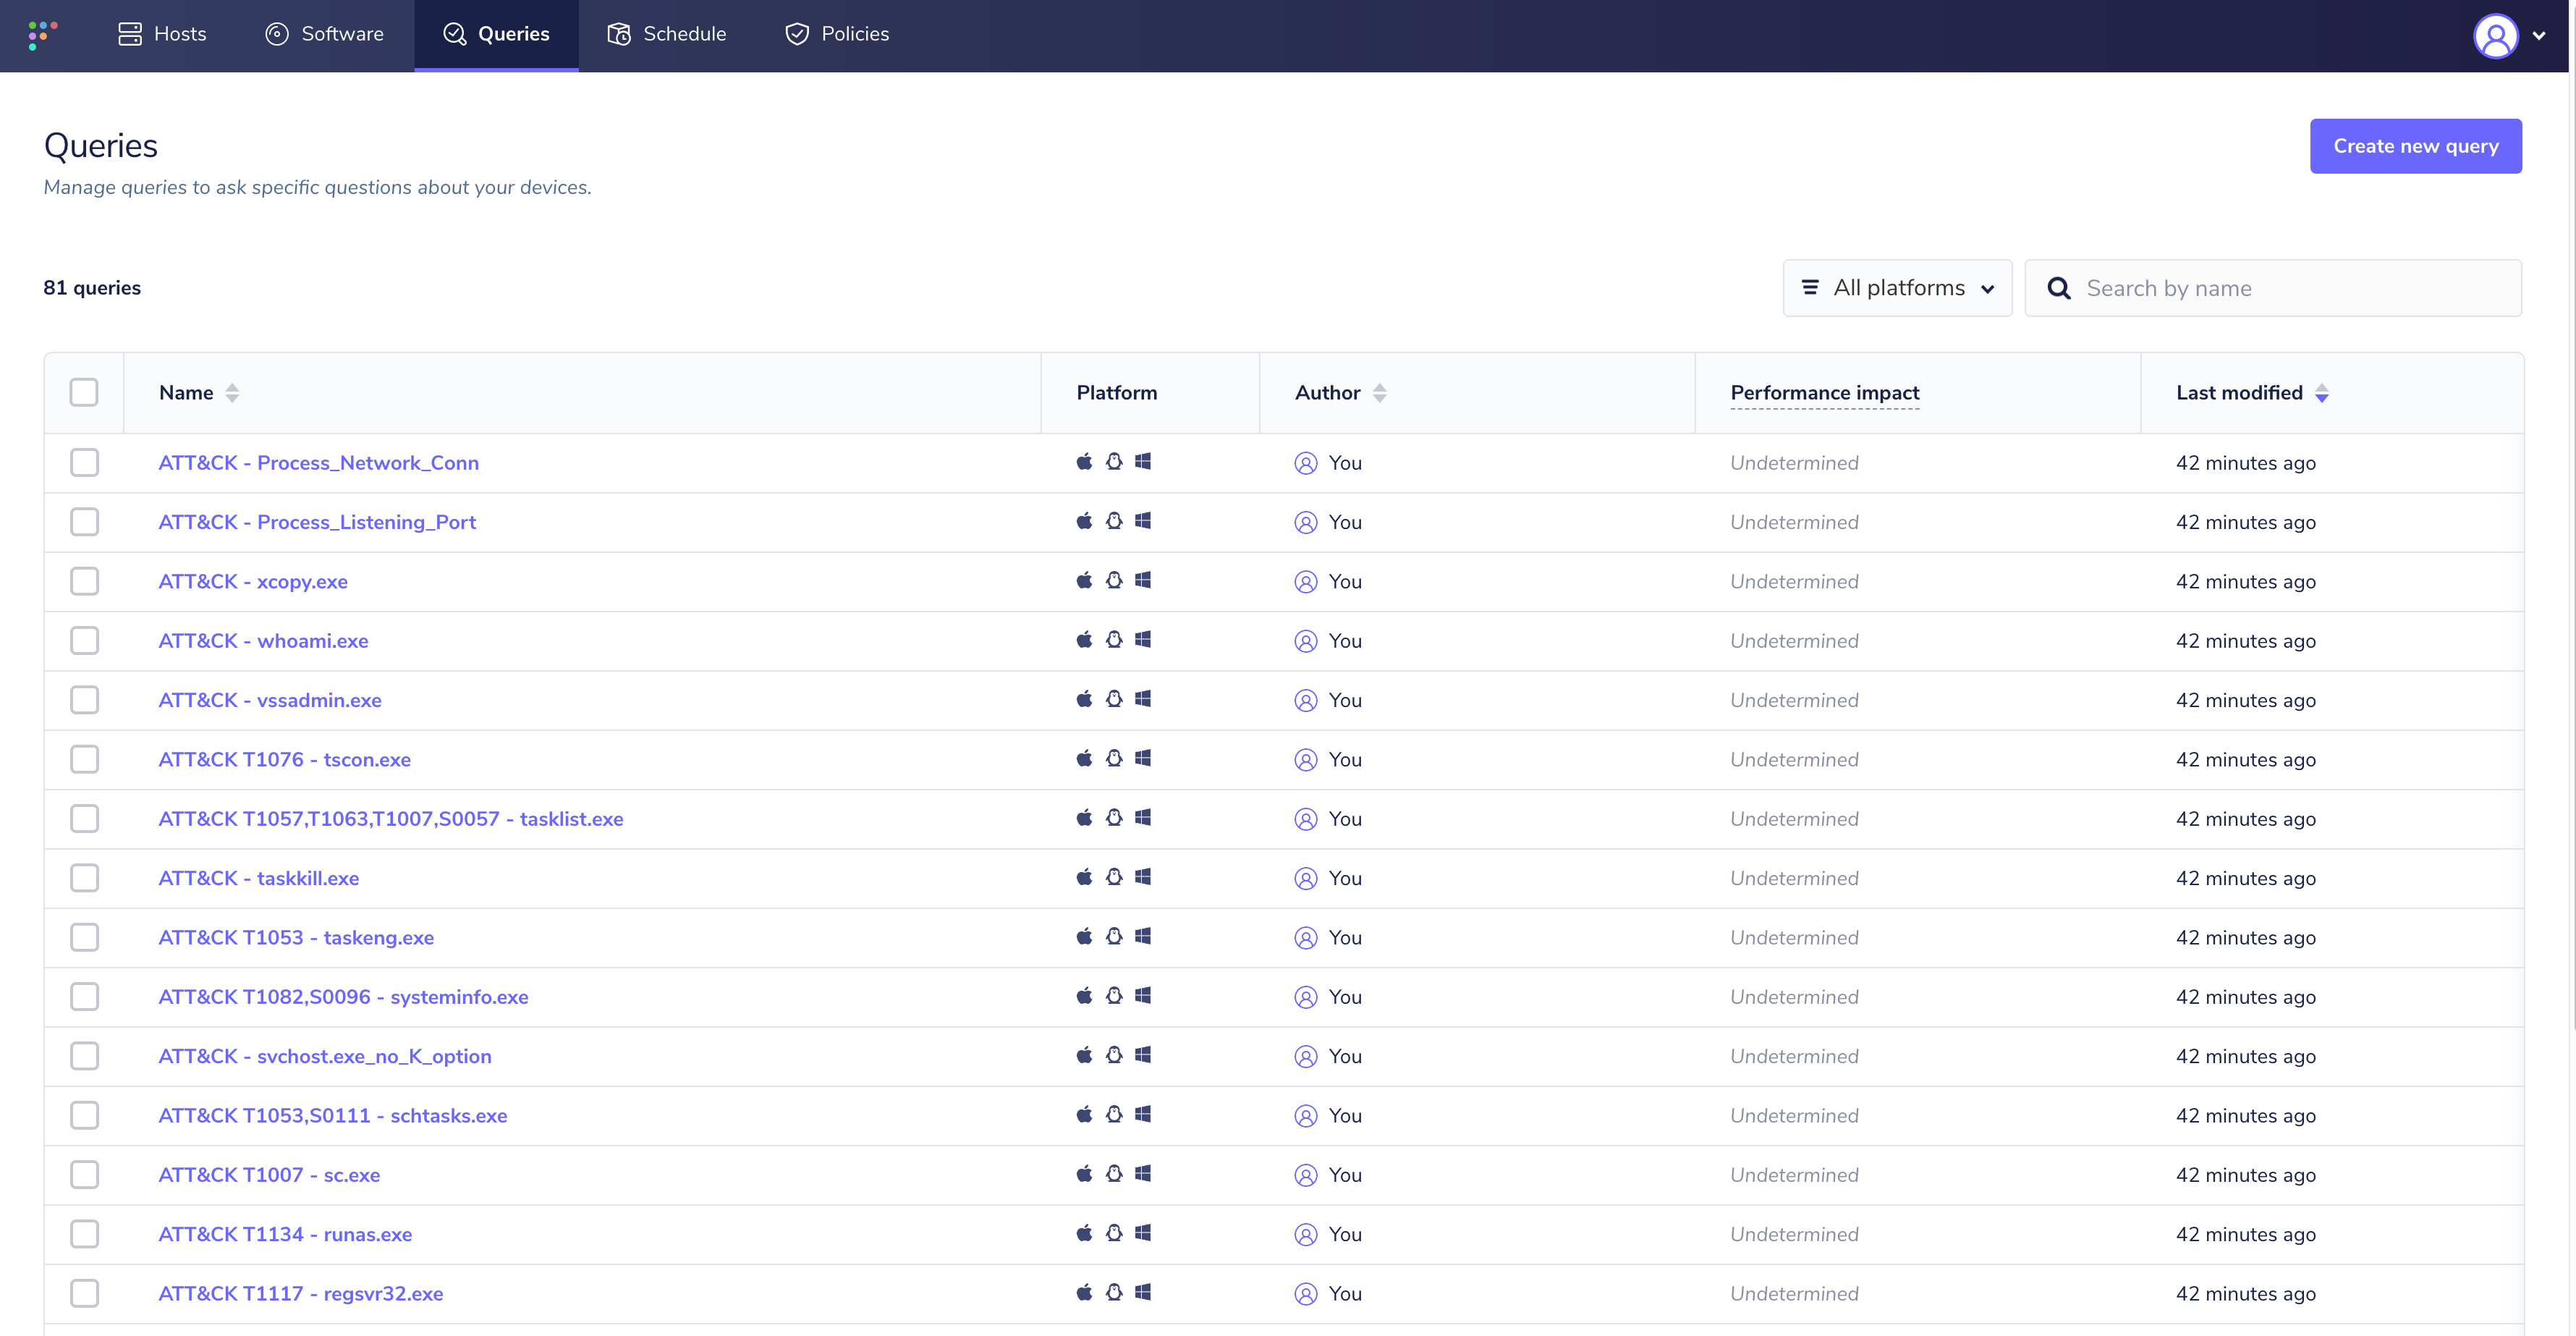 Hosts Software Queries Schedule Policies
Queries
Create new query
Manage queries to ask specific questions about your devices.
81 queries All platforms Search by name
Name Platform Author Performance impact Last modified
ATT&CK - Process_Network_Conn You Undetermined 42 minutes ago
ATT&CK - Process_Listening_Port You Undetermined 42 minutes ago
ATT&CK - xcopy.exe You Undetermined 42 minutes ago
ATT&CK - whoami.exe You Undetermined 42 minutes ago
ATT&CK - vssadmin.exe You Undetermined 42 minutes ago
ATT&CK T1076 - tscon.exe You Undetermined 42 minutes ago
ATT&CK T1057,T1063,T1007,S0057 - tasklist.exe You Undetermined 42 minutes ago
ATT&CK - taskkill.exe You Undetermined 42 minutes ago
ATT&CK T1053 - taskeng.exe You Undetermined 42 minutes ago
ATT&CK T1082,S0096 - systeminfo.exe You Undetermined 42 minutes ago
ATT&CK - svchost.exe_no_K_option You Undetermined 42 minutes ago
ATT&CK T1053,S0111 - schtasks.exe You Undetermined 42 minutes ago
ATT&CK T1007 - sc.exe You Undetermined 42 minutes ago
ATT&CK T1134 - runas.exe You Undetermined 42 minutes ago
ATT&CK T1117 - regsvr32.exe You Undetermined 42 minutes ago